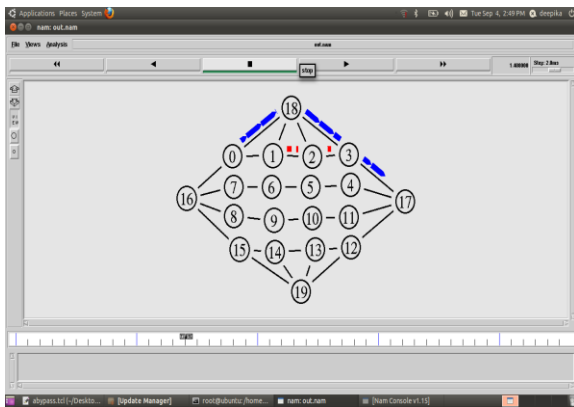 Applications Places System Tue Sep 4, 2:49 PM deepika
nam: out.nam
File Views Analysis out.nam
stop
Step: 2.0ms
18
0 1 2 3
16 7 6 5 4 17
8 9 10 11
15 14 13 12
19
abypass.tcl (~/Deskto... [Update Manager] root@ubuntu: /home... nam: out.nam [Nam Console v1.15]